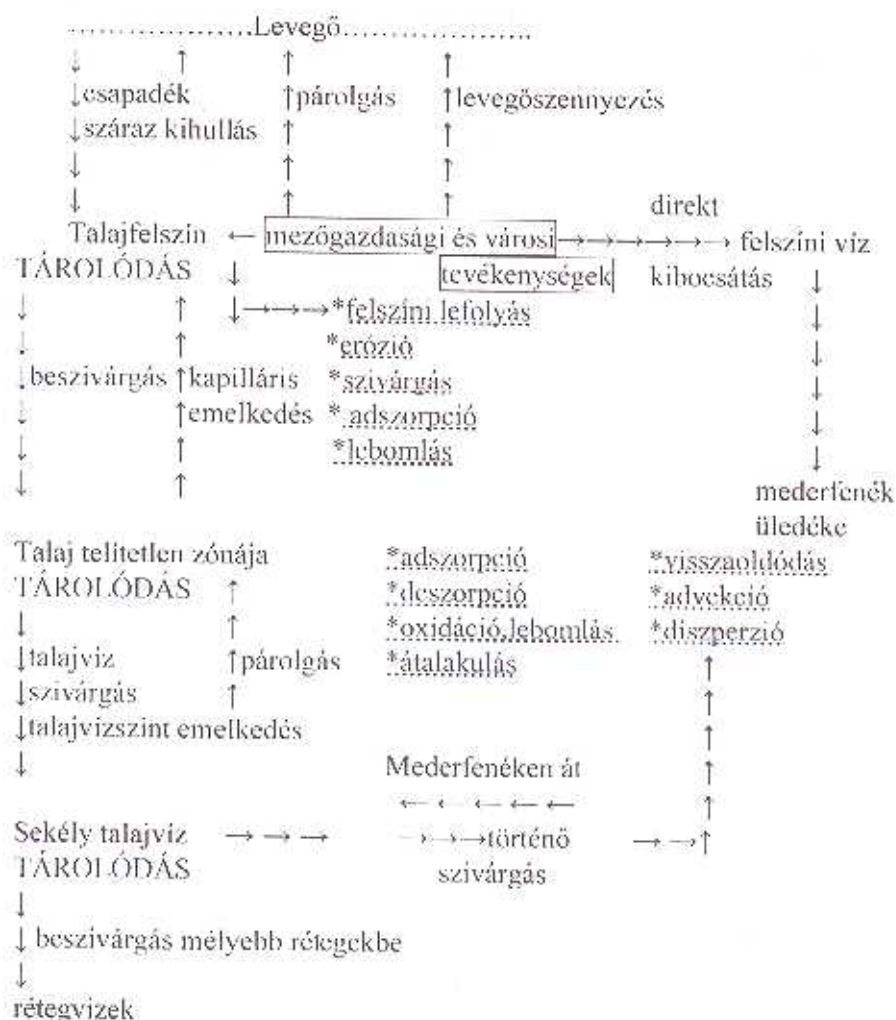 ....................Levegő......................
↓ ↑ ↑ ↑
↓csapadék ↑ ↑párolgás ↑levegőszennyezés
↓száraz kihullás ↑ ↑
↓ ↑ ↑
↓ ↑ ↑ direkt
Talajfelszín ← mezőgazdasági és városi →→→→→→ felszíni víz
TÁROLÓDÁS ↓ tevékenységek kibocsátás ↓
↓ ↑ ↓→→→*felszíni lefolyás ↓
↓ ↑ *erózió ↓
↓beszivárgás ↑kapilláris *szivárgás ↓
↓ ↑emelkedés * adszorpció ↓
↓ ↑ *lebomlás ↓
↓ ↑ mederfenék
üledéke
Talaj telítetlen zónája *adszorpció *visszaoldódás
TÁROLÓDÁS ↑ *deszorpció *advekció
↓ ↑ *oxidáció,lebomlás *diszperzió
↓talajvíz ↑párolgás *átalakulás ↑
↓szivárgás ↑ ↑
↓talajvízszint emelkedés ↑
↓ Mederfenéken át ↑
← ← ← ← ← ↑
Sekély talajvíz → → → →→→történő →→↑
TÁROLÓDÁS szivárgás
↓
↓ beszivárgás mélyebb rétegekbe
↓
rétegvizek